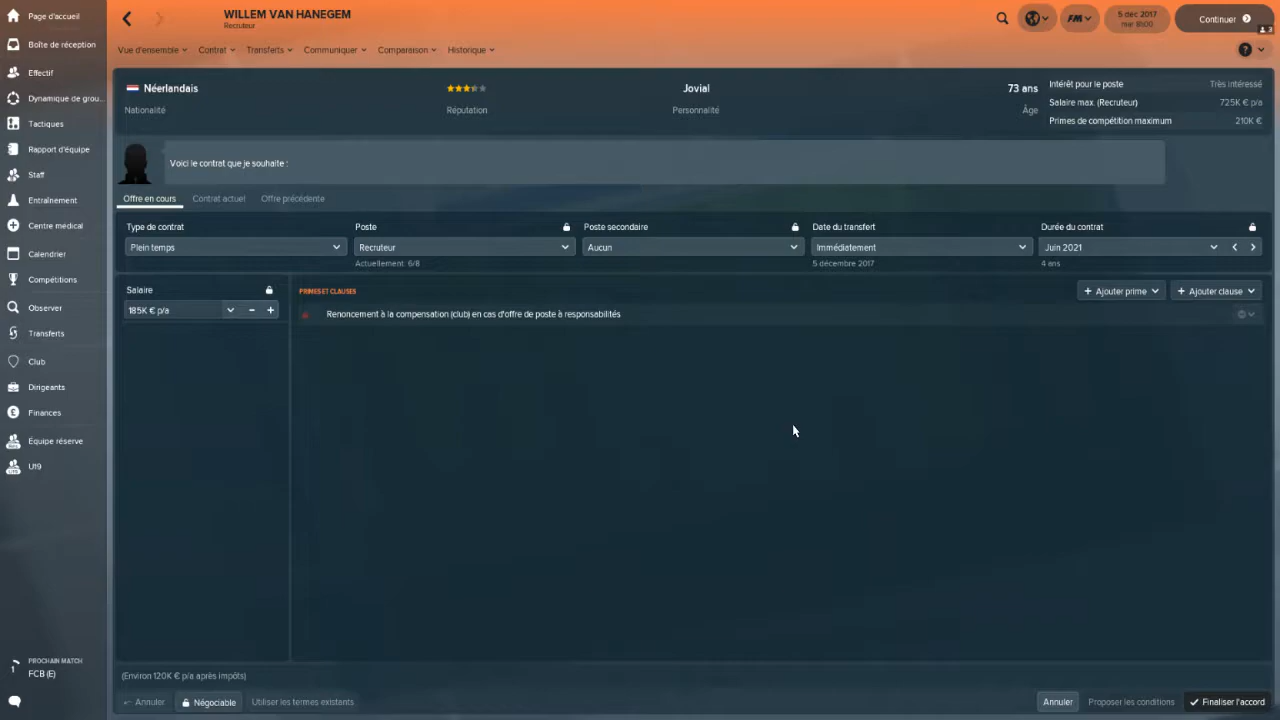 Page d'accueil
Boîte de réception
Effectif
Dynamique de grou...
Tactiques
Rapport d'équipe
Staff
Entraînement
Centre médical
Calendrier
Compétitions
Observer
Transferts
Club
Dirigeants
Finances
Équipe réserve
U19
PROCHAIN MATCH
FCB (E)
WILLEM VAN HANEGEM
Recruteur
FM
5 déc 2017
mar 9h00
Continuer
3
Vue d'ensemble
Contrat
Transferts
Communiquer
Comparaison
Historique
?
Néerlandais
Nationalité
Réputation
Jovial
Personnalité
73 ans
Âge
Intérêt pour le poste Très intéressé
Salaire max. (Recruteur) 725K € p/a
Primes de compétition maximum 210K €
Voici le contrat que je souhaite :
Offre en cours
Contrat actuel
Offre précédente
Type de contrat
Plein temps
Poste
Recruteur
Actuellement: 6/8
Poste secondaire
Aucun
Date du transfert
Immédiatement
5 décembre 2017
Durée du contrat
Juin 2021
4 ans
Salaire
185K € p/a
PRIMES ET CLAUSES
Ajouter prime
Ajouter clause
Renoncement à la compensation (club) en cas d'offre de poste à responsabilités
(Environ 120K € p/a après impôts)
Annuler
Négociable
Utiliser les termes existants
Annuler
Proposer les conditions
Finaliser l'accord